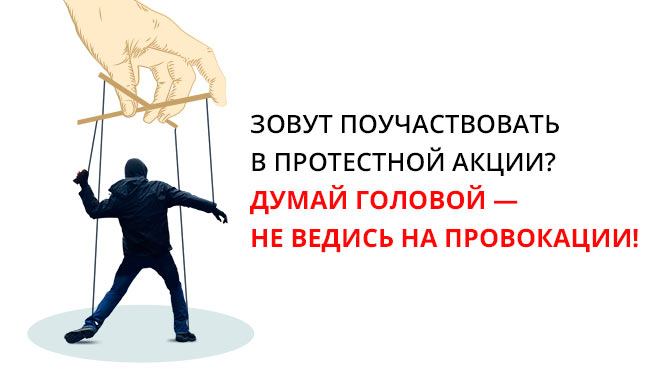 ЗОВУТ ПОУЧАСТВОВАТЬ
В ПРОТЕСТНОЙ АКЦИИ?
ДУМАЙ ГОЛОВОЙ —
НЕ ВЕДИСЬ НА ПРОВОКАЦИИ!